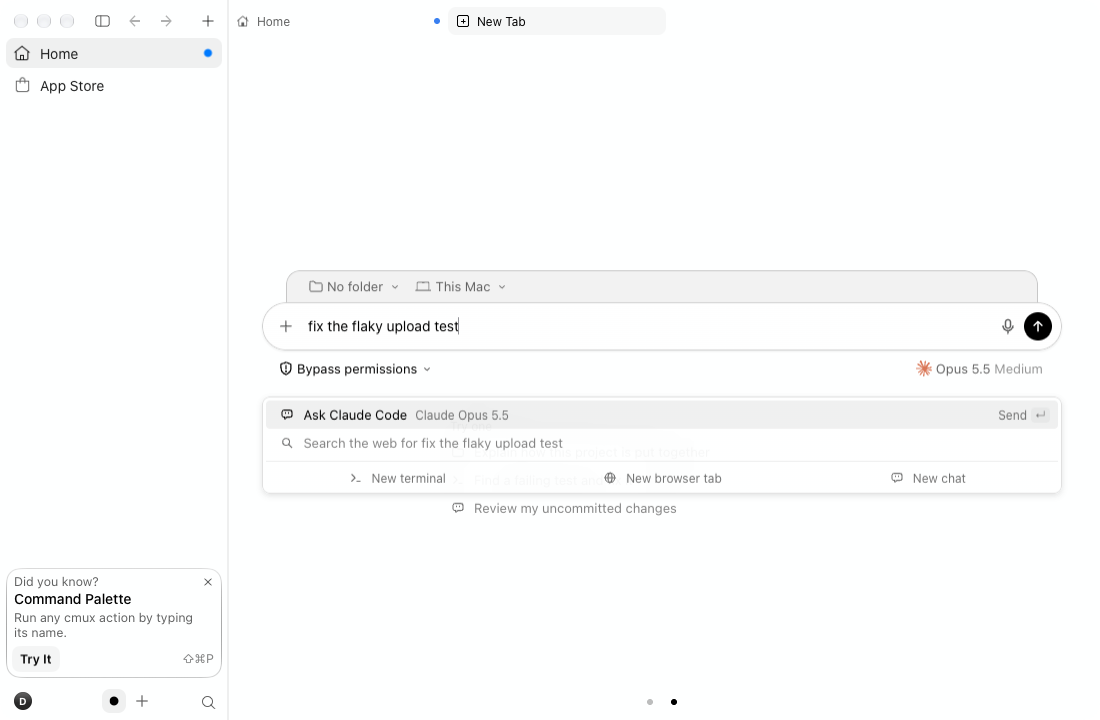 Home
New Tab
Home
App Store
No folder
This Mac
fix the flaky upload test
Bypass permissions
Opus 5.5 Medium
Ask Claude Code Claude Opus 5.5
Send
Search the web for fix the flaky upload test
New terminal
New browser tab
New chat
Review my uncommitted changes
Did you know?
Command Palette
Run any cmux action by typing
its name.
Try It
⇧⌘P
D